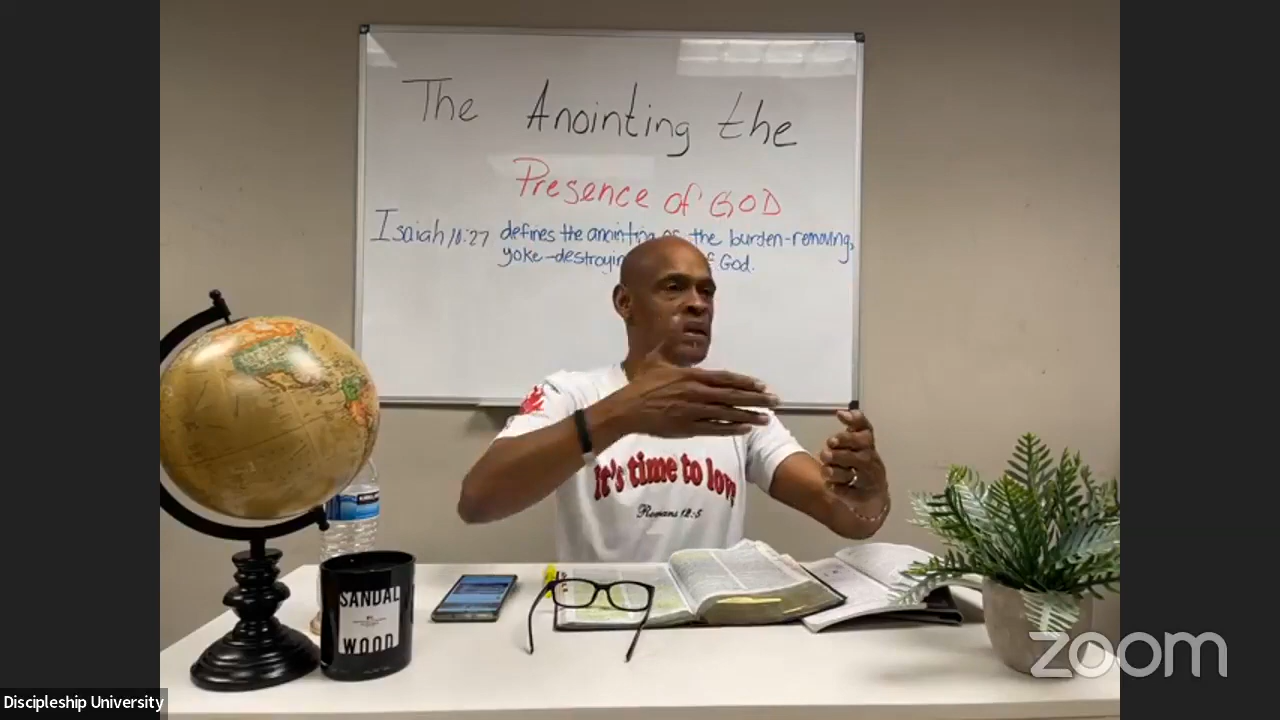 The Anointing the
Presence of GOD
Isaiah 10:27 defines the anointing as the burden-removing,
yoke-destroying of God.
It's time to love
Romans 12:5
SANDAL
WOOD
zoom
Discipleship University